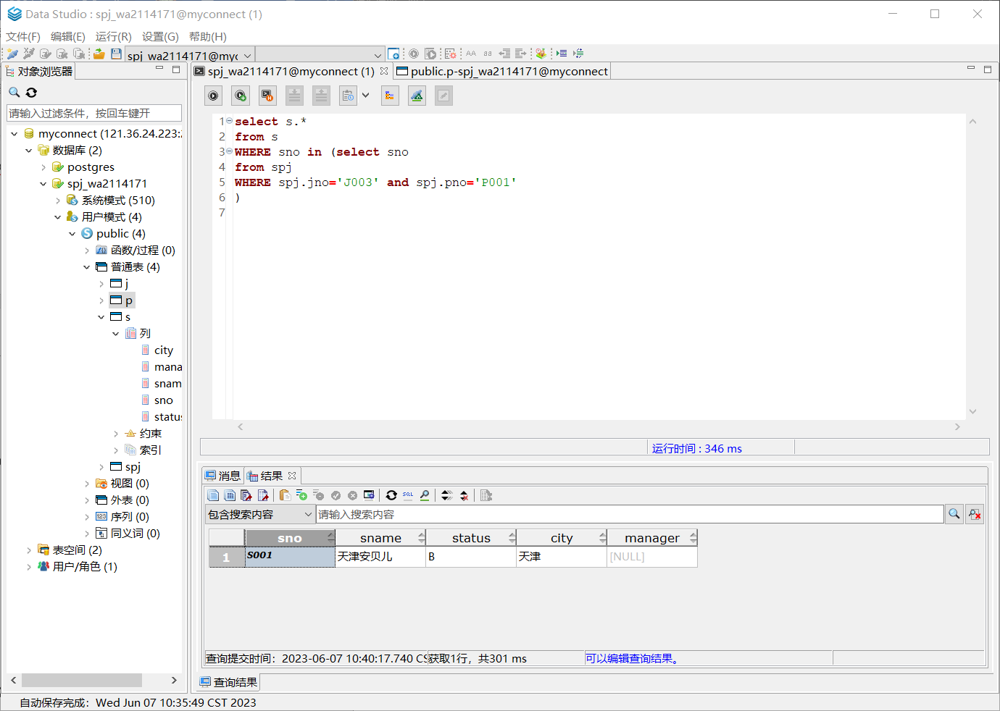 Data Studio : spj_wa2114171@myconnect (1)
文件(F) 编辑(E) 运行(R) 设置(G) 帮助(H)
spj_wa2114171@myc
对象浏览器
spj_wa2114171@myconnect (1)
public.p-spj_wa2114171@myconnect
请输入过滤条件，按回车键开
myconnect (121.36.24.223:
数据库 (2)
postgres
spj_wa2114171
系统模式 (510)
用户模式 (4)
public (4)
函数/过程 (0)
普通表 (4)
j
p
s
列
city
mana
snam
sno
status
约束
索引
spj
视图 (0)
外表 (0)
序列 (0)
同义词 (0)
表空间 (2)
用户/角色 (1)
1 select s.*
2 from s
3 WHERE sno in (select sno
4 from spj
5 WHERE spj.jno='J003' and spj.pno='P001'
6 )
7
运行时间 : 346 ms
消息 结果
包含搜索内容 请输入搜索内容
sno sname status city manager
1 S001 天津安贝儿 B 天津 [NULL]
查询提交时间：2023-06-07 10:40:17.740 CS 获取1行，共301 ms 可以编辑查询结果。
查询结果
自动保存完成：Wed Jun 07 10:35:49 CST 2023